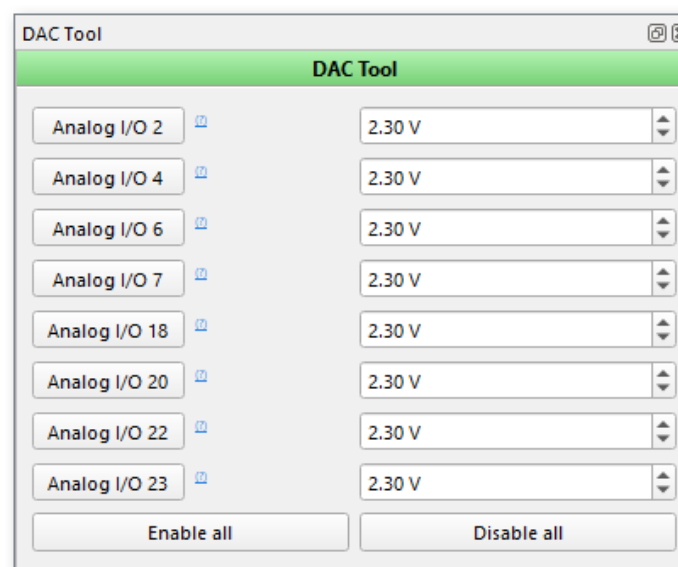 DAC Tool
DAC Tool
Analog I/O 2 (?) 2.30 V
Analog I/O 4 (?) 2.30 V
Analog I/O 6 (?) 2.30 V
Analog I/O 7 (?) 2.30 V
Analog I/O 18 (?) 2.30 V
Analog I/O 20 (?) 2.30 V
Analog I/O 22 (?) 2.30 V
Analog I/O 23 (?) 2.30 V
Enable all Disable all